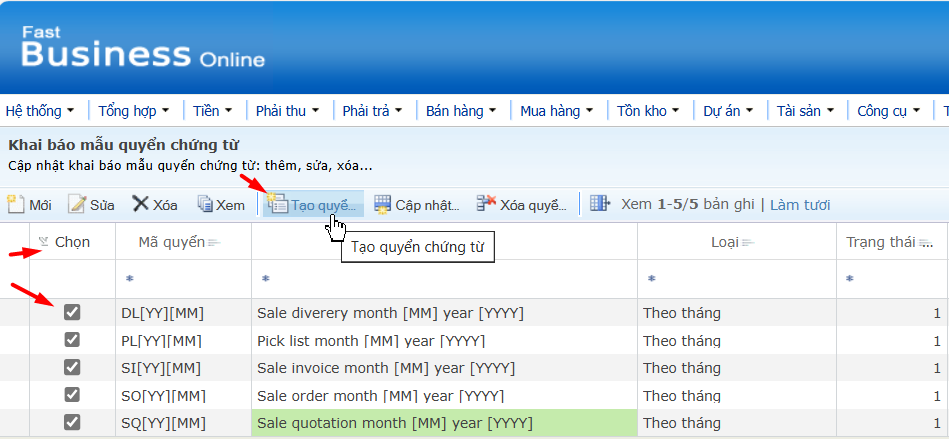 Fast
Business Online
Hệ thống Tổng hợp Tiền Phải thu Phải trả Bán hàng Mua hàng Tồn kho Dự án Tài sản Công cụ T
Khai báo mẫu quyển chứng từ
Cập nhật khai báo mẫu quyển chứng từ: thêm, sửa, xóa...
Mới Sửa Xóa Xem Tạo quyể... Cập nhật... Xóa quyể... Xem 1-5/5 bản ghi | Làm tươi
Tạo quyển chứng từ
Chọn Mã quyển Loại Trạng thái...
* * * *
DL[YY][MM] Sale diverery month [MM] year [YYYY] Theo tháng 1
PL[YY][MM] Pick list month [MM] year [YYYY] Theo tháng 1
SI[YY][MM] Sale invoice month [MM] year [YYYY] Theo tháng 1
SO[YY][MM] Sale order month [MM] year [YYYY] Theo tháng 1
SQ[YY][MM] Sale quotation month [MM] year [YYYY] Theo tháng 1